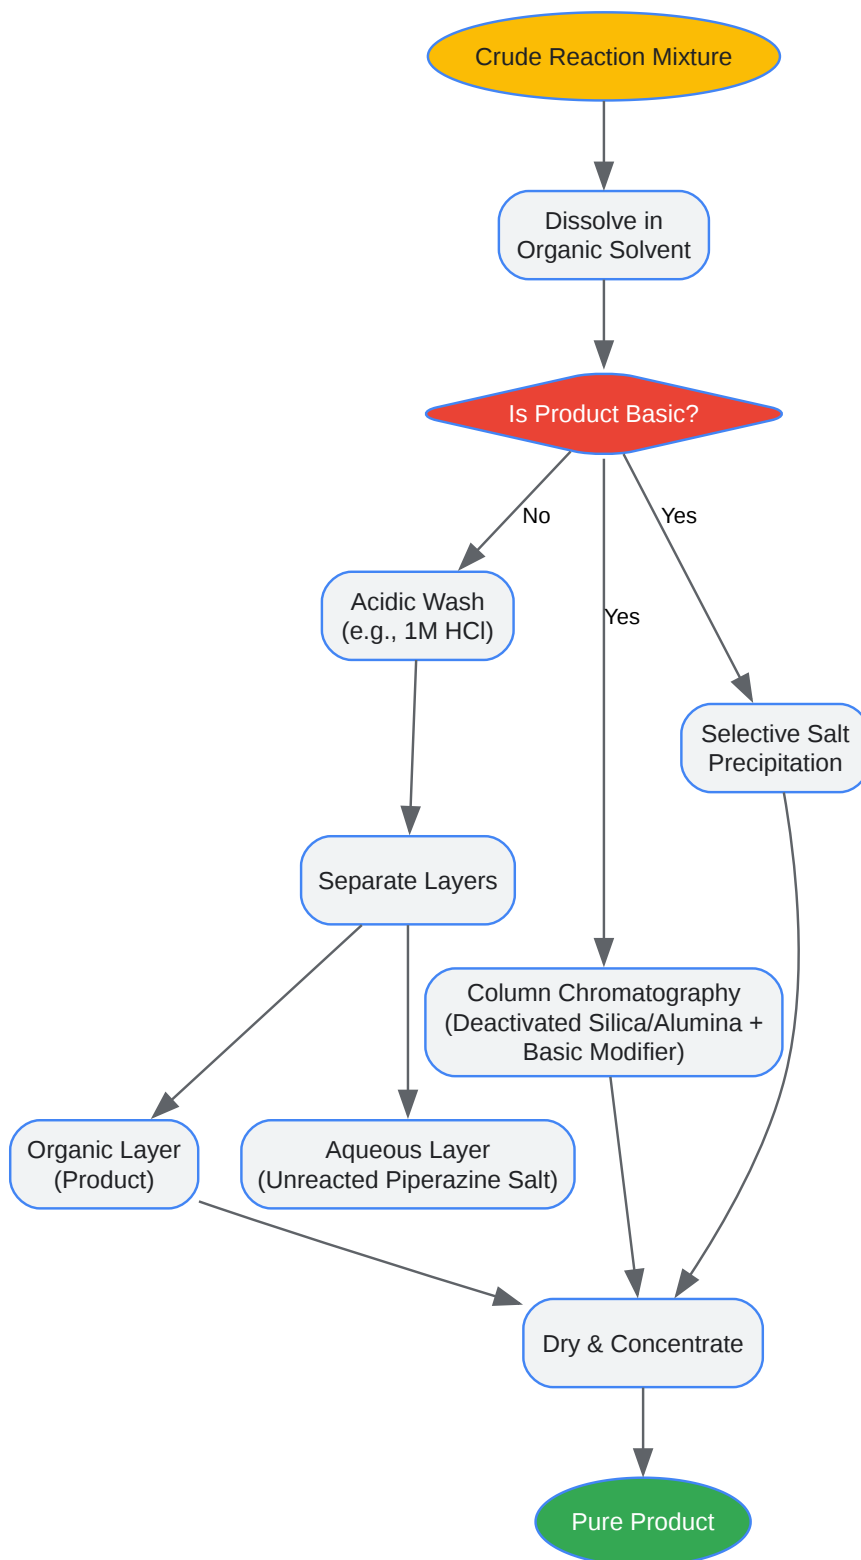 Crude Reaction Mixture
Dissolve in
Organic Solvent
Is Product Basic?
No
Yes
Acidic Wash
(e.g., 1M HCl)
Yes
Selective Salt
Precipitation
Separate Layers
Column Chromatography
(Deactivated Silica/Alumina +
Basic Modifier)
Organic Layer
(Product)
Aqueous Layer
(Unreacted Piperazine Salt)
Dry & Concentrate
Pure Product